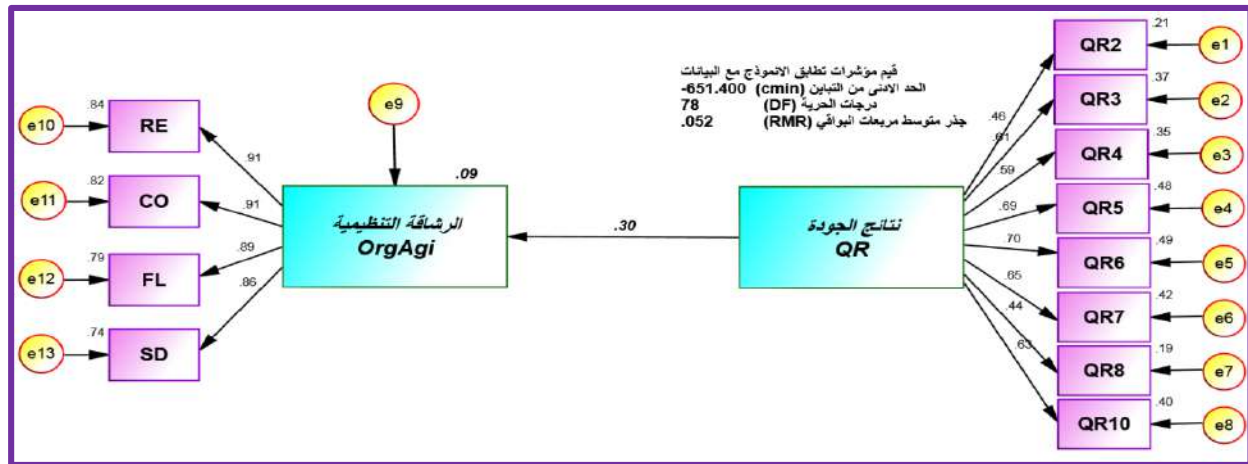 قيم مؤشرات تطابق الانموذج مع البيانات
الحد الادنى من التباين (cmin) -651.400
درجات الحرية (DF) 78
جذر متوسط مربعات البواقي (RMR) .052
e9
.09
الرشاقة التنظيمية
OrgAgi
.30
نتائج الجودة
QR
e10
.84
RE
.91
e11
.82
CO
.91
e12
.79
FL
.89
e13
.74
SD
.86
.46
QR2
.21
e1
.61
QR3
.37
e2
.59
QR4
.35
e3
.69
QR5
.48
e4
.70
QR6
.49
e5
.65
QR7
.42
e6
.44
QR8
.19
e7
.63
QR10
.40
e8